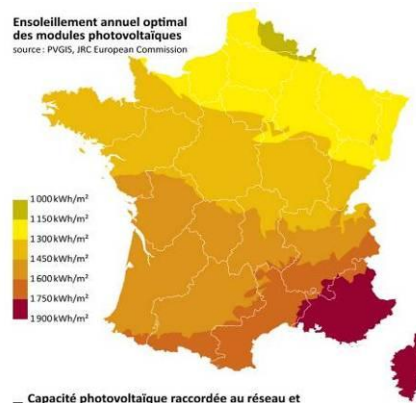 Ensoleillement annuel optimal
des modules photovoltaïques
source : PVGIS, JRC European Commission
1 000 kWh/m²
1 150 kWh/m²
1 300 kWh/m²
1 450 kWh/m²
1 600 kWh/m²
1 750 kWh/m²
1 900 kWh/m²
Capacité photovoltaïque raccordée au réseau et